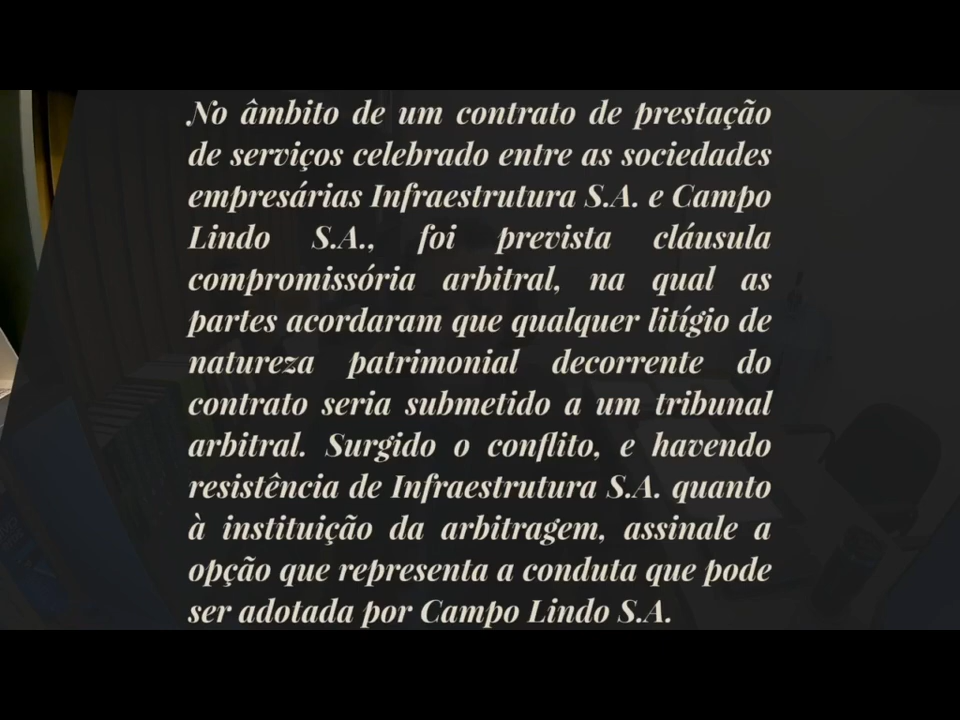 No âmbito de um contrato de prestação
de serviços celebrado entre as sociedades
empresárias Infraestrutura S.A. e Campo
Lindo S.A., foi prevista cláusula
compromissória arbitral, na qual as
partes acordaram que qualquer litígio de
natureza patrimonial decorrente do
contrato seria submetido a um tribunal
arbitral. Surgido o conflito, e havendo
resistência de Infraestrutura S.A. quanto
à instituição da arbitragem, assinale a
opção que representa a conduta que pode
ser adotada por Campo Lindo S.A.